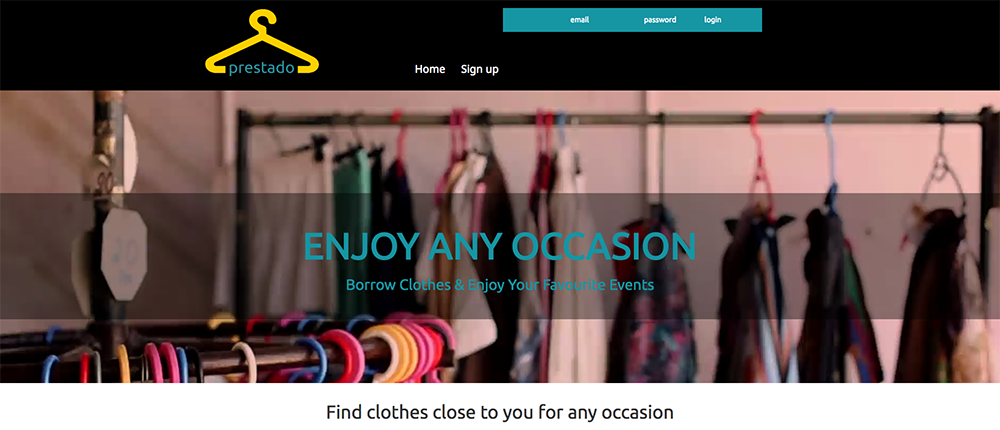 prestado
email password login
Home Sign up
ENJOY ANY OCCASION
Borrow Clothes & Enjoy Your Favourite Events
Find clothes close to you for any occasion